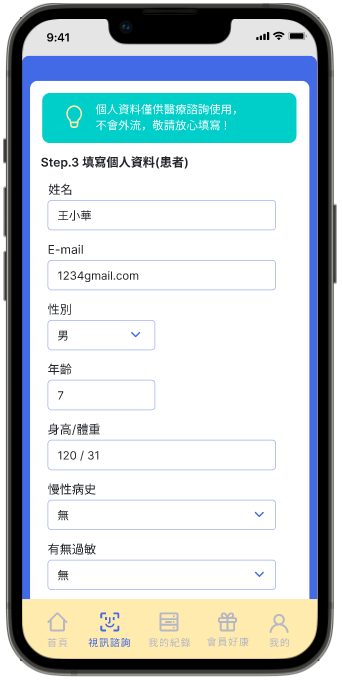 9:41
個人資料僅供醫療諮詢使用，
不會外流，敬請放心填寫！
Step.3 填寫個人資料(患者)
姓名
王小華
E-mail
1234gmail.com
性別
男
年齡
7
身高/體重
120 / 31
慢性病史
無
有無過敏
無
首頁 視訊諮詢 我的紀錄 會員好康 我的